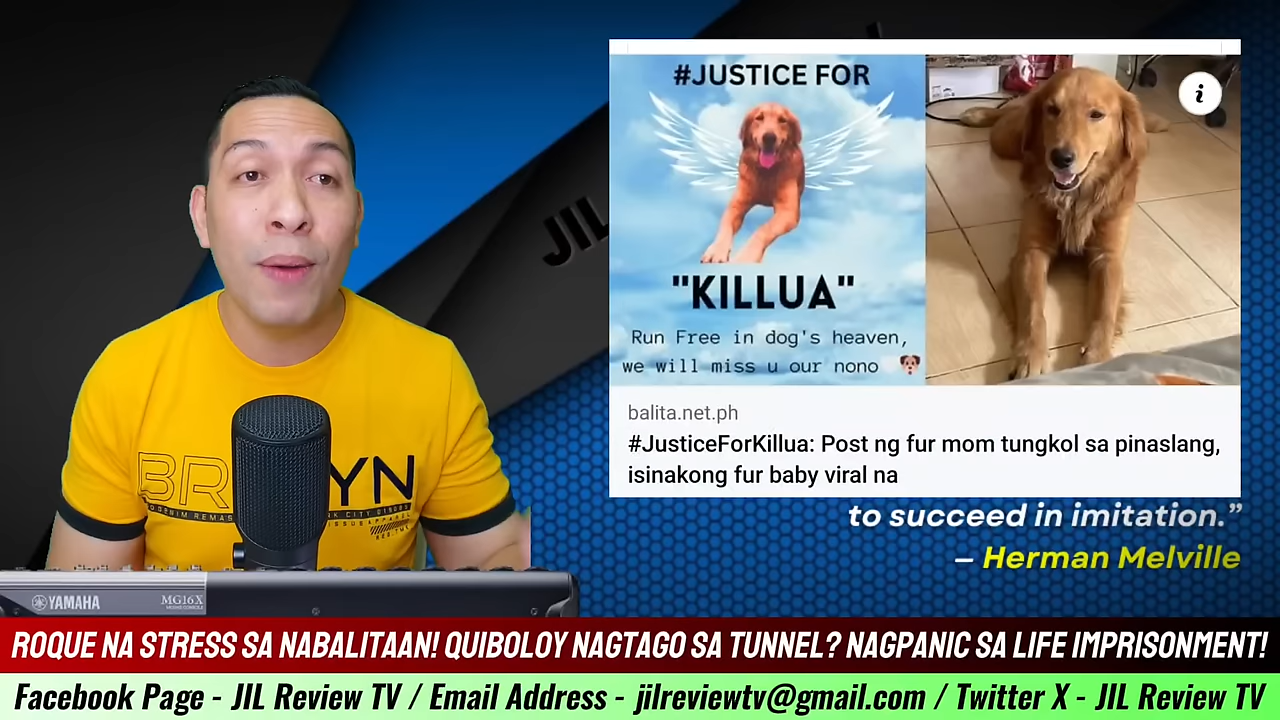 #JUSTICE FOR
"KILLUA"
Run Free in dog's heaven,
we will miss u our nono
i
balita.net.ph
#JusticeForKillua: Post ng fur mom tungkol sa pinaslang,
isinakong fur baby viral na
to succeed in imitation.”
– Herman Melville
JIL
BR YN
YAMAHA
MG16X
ROQUE NA STRESS SA NABALITAAN! QUIBOLOY NAGTAGO SA TUNNEL? NAGPANIC SA LIFE IMPRISONMENT!
Facebook Page - JIL Review TV / Email Address - jilreviewtv@gmail.com / Twitter X - JIL Review TV